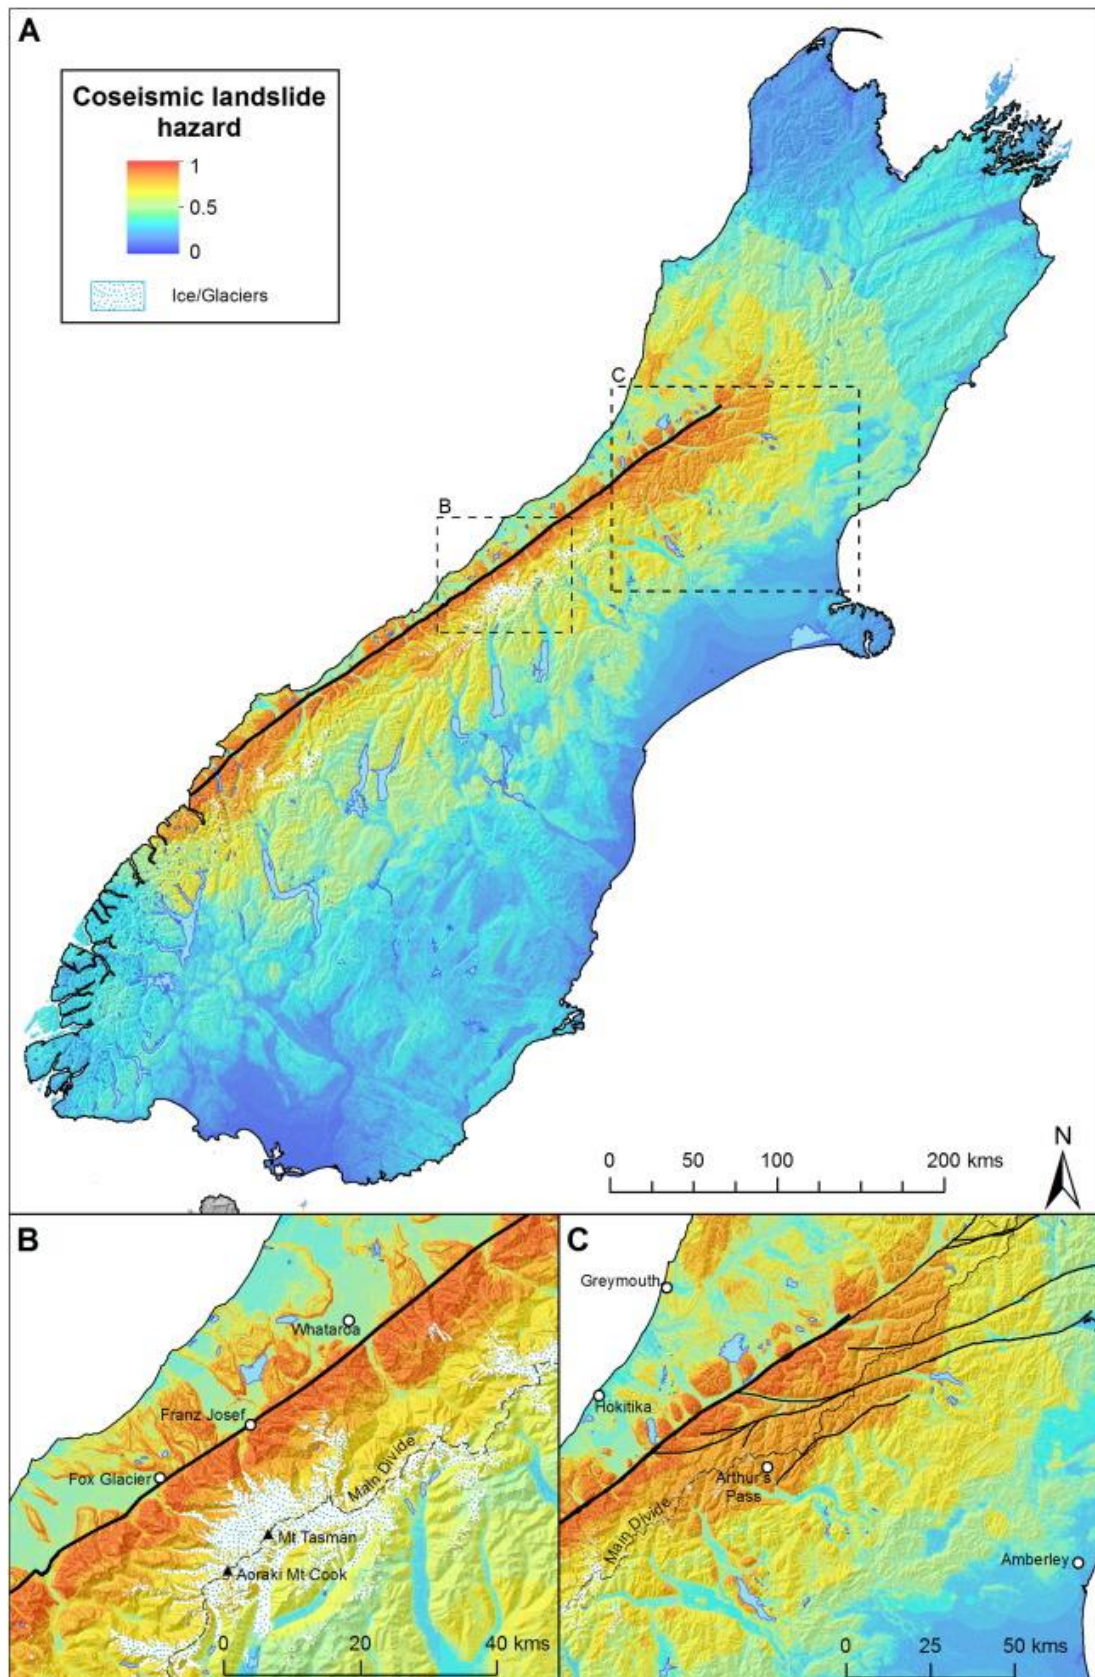 A
Coseismic landslide
hazard
1
0.5
0
Ice/Glaciers
C
B
N
0 50 100 200 kms
B
Whataroa
Franz Josef
Fox Glacier
Main Divide
Mt Tasman
Aoraki Mt Cook
0 20 40 kms
C
Greymouth
Hokitika
Arthur's
Pass
Main Divide
Amberley
0 25 50 kms